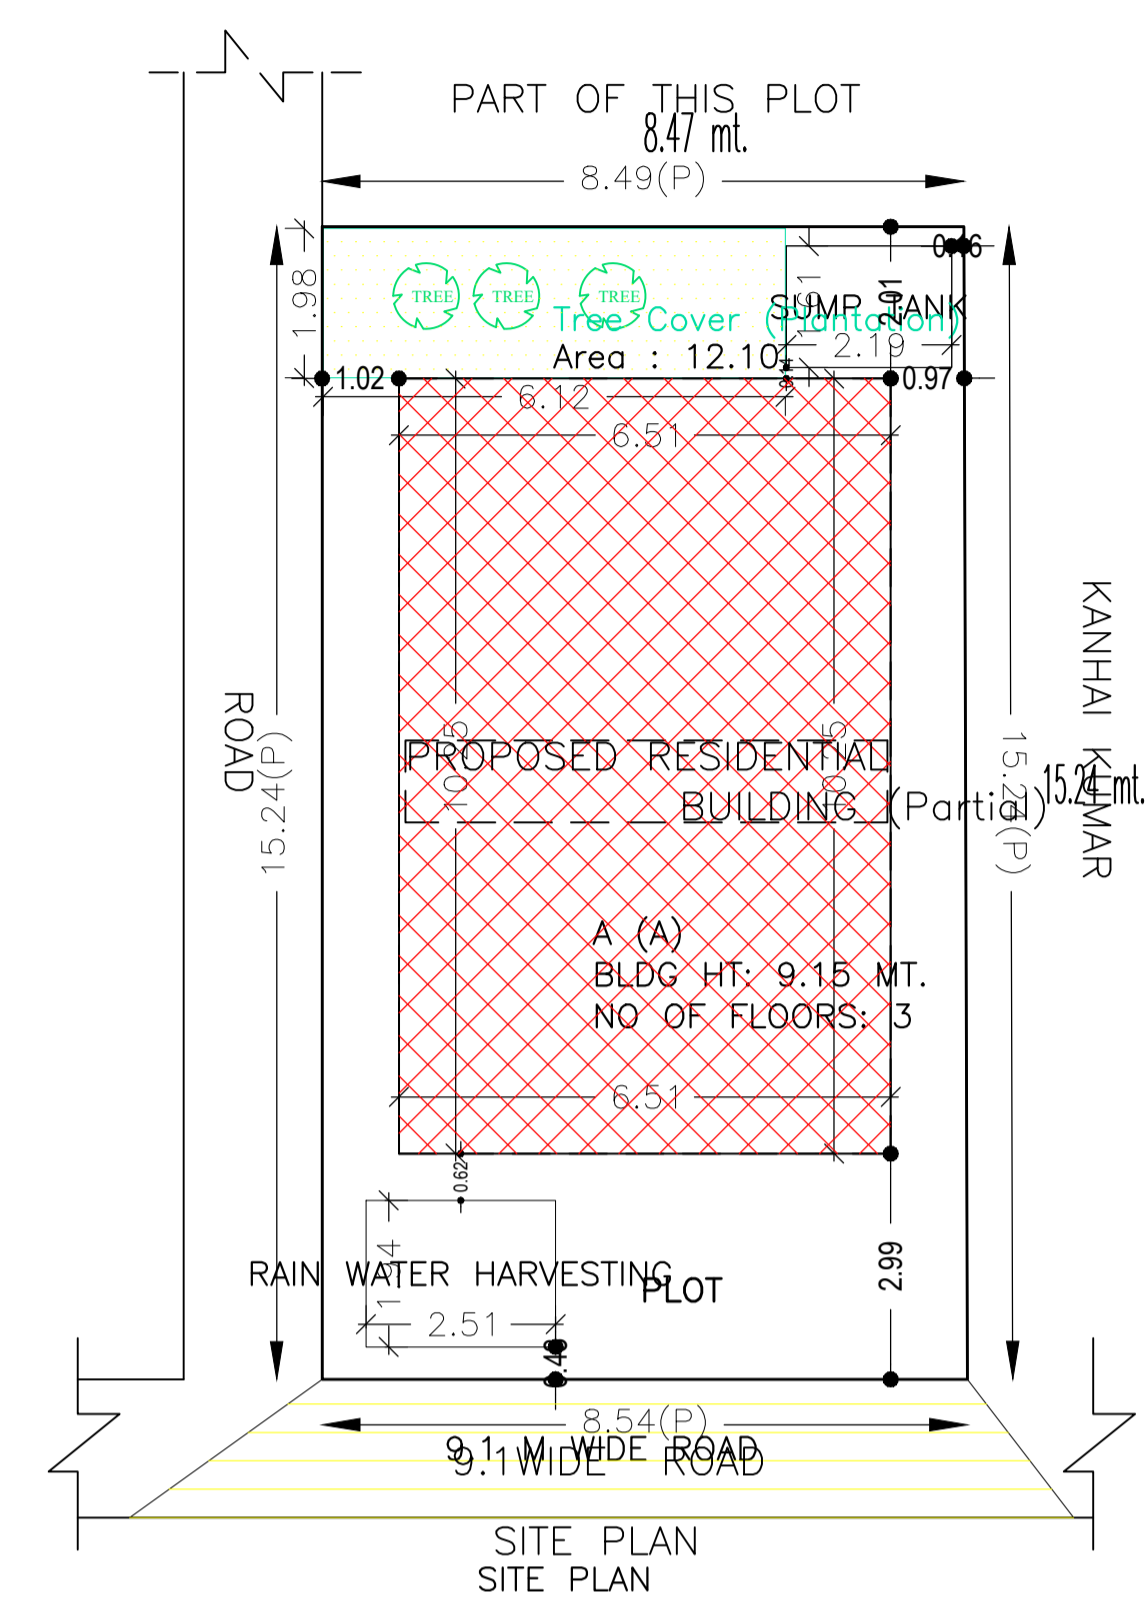 PART OF THIS PLOT
8.47 mt.
8.49(P)
1.98
TREE
TREE
TREE
Tree Cover (Plantation)
Area : 12.10
SUMP TANK
2.01
2.19
1.02
0.97
6.12
6.51
ROAD
15.24(P)
10.25
PROPOSED RESIDENTIAL
BUILDING (Partial)
15.24(P)
15.24 mt.
KANHAI KUMAR
A (A)
BLDG HT: 9.15 MT.
NO OF FLOORS: 3
6.51
0.62
1.94
RAIN WATER HARVESTING
2.51
PLOT
2.99
8.54(P)
9.1 M WIDE ROAD
9.1WIDE ROAD
SITE PLAN
SITE PLAN